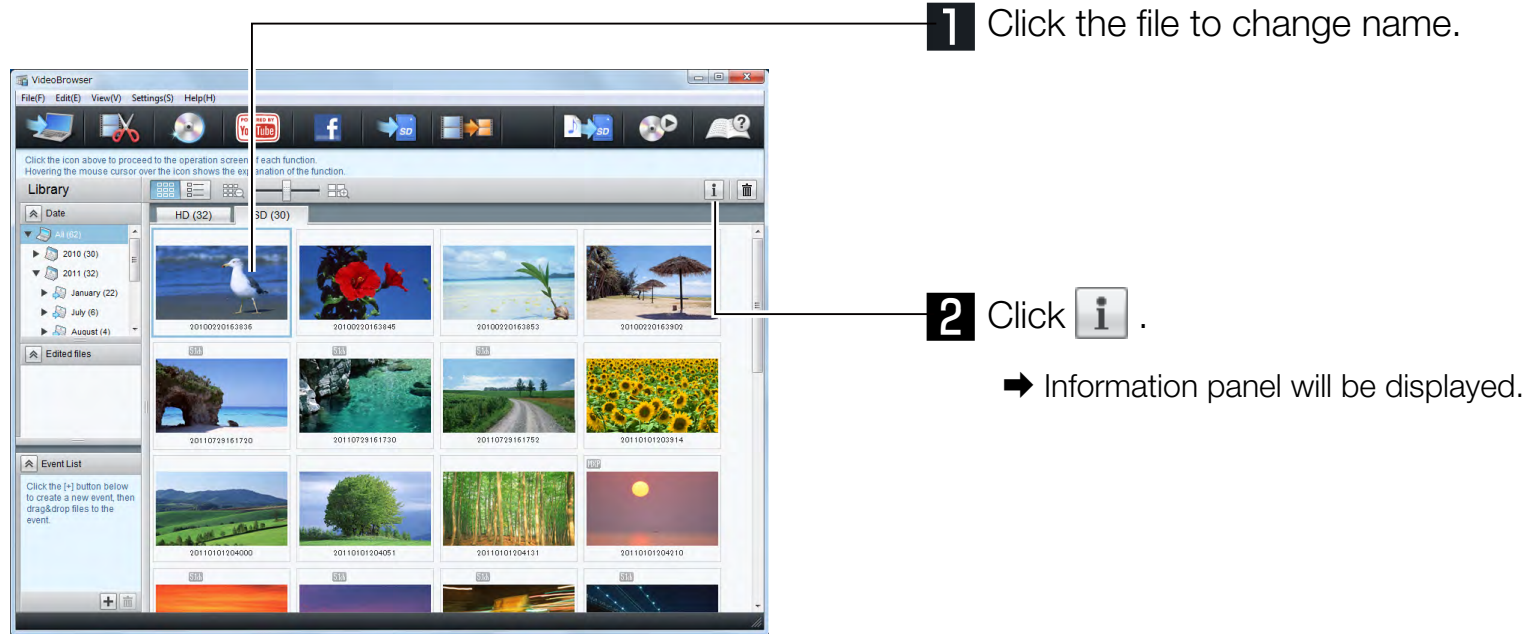 1 Click the file to change name.
VideoBrowser
File(F) Edit(E) View(V) Settings(S) Help(H)
POWERED BY
YouTube
f
SD
SD
?
Click the icon above to proceed to the operation screen of each function.
Hovering the mouse cursor over the icon shows the explanation of the function.
Library
i
Date
HD (32) SD (30)
All (62)
2010 (30)
2011 (32)
January (22)
July (6)
August (4)
20100220163836 20100220163845 20100220163853 20100220163902
2 Click i .
➡ Information panel will be displayed.
Edited files
20110729161720 20110729161730 20110729161752 20110101203914
Event List
Click the [+] button below
to create a new event, then
drag&drop files to the
event.
20110101204000 20110101204051 20110101204131 20110101204210